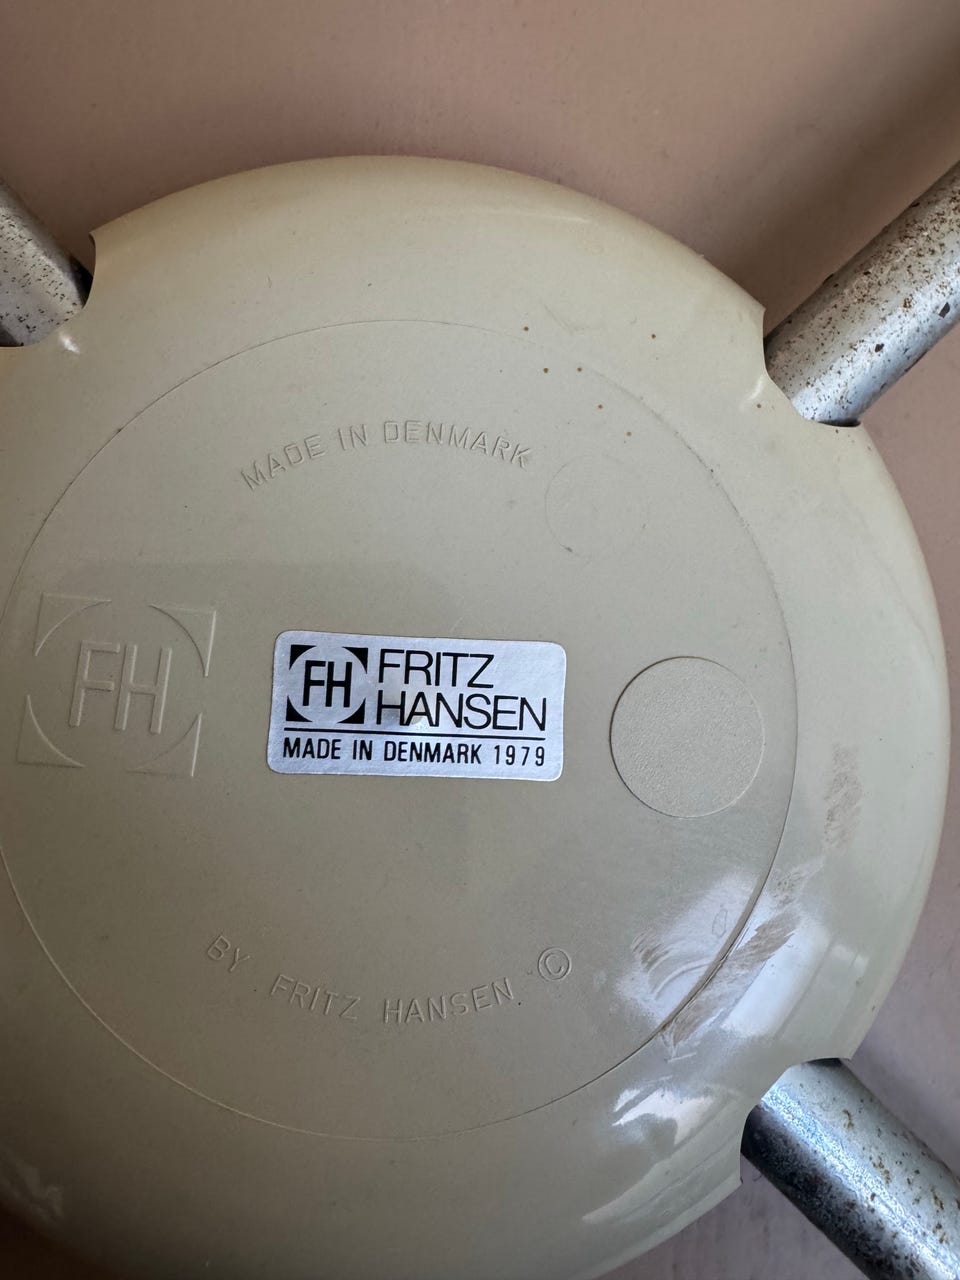 MADE IN DENMARK
FH
FH FRITZ
HANSEN
MADE IN DENMARK 1979
BY FRITZ HANSEN ©